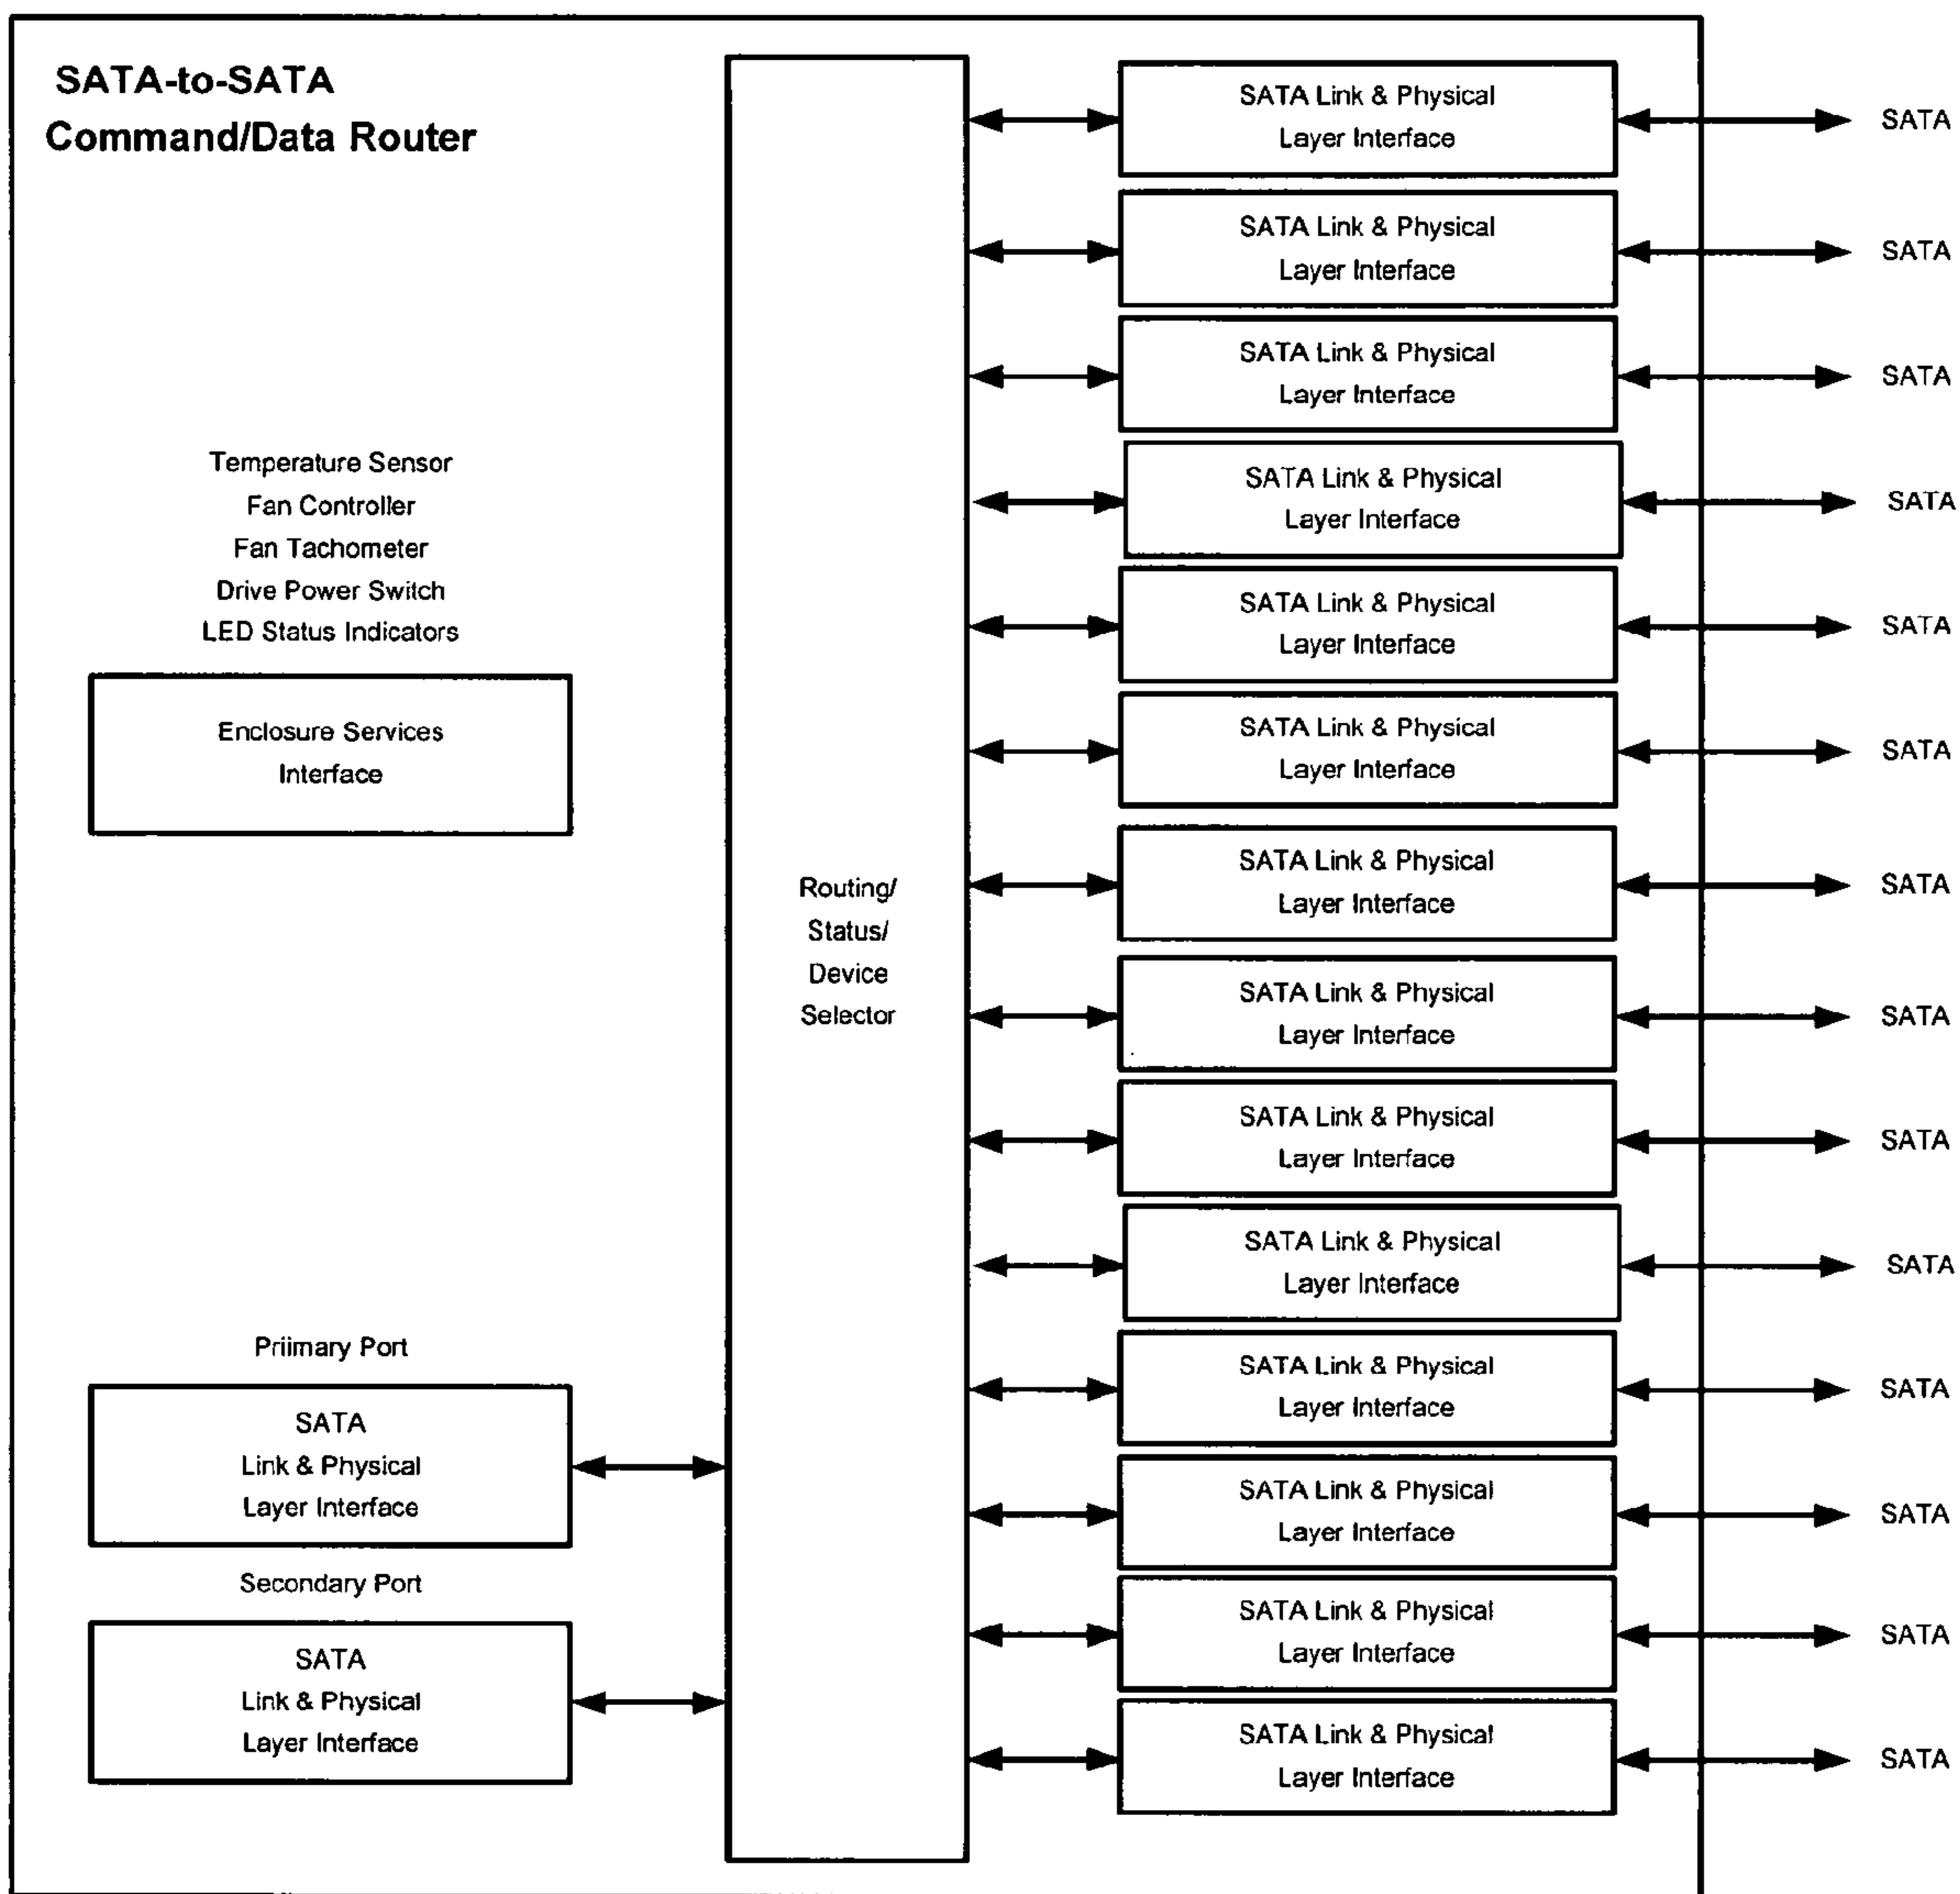 SATA-to-SATA
Command/Data Router
Temperature Sensor
Fan Controller
Fan Tachometer
Drive Power Switch
LED Status Indicators
Enclosure Services
Interface
Priimary Port
SATA
Link & Physical
Layer Interface
Secondary Port
SATA
Link & Physical
Layer Interface
Routing/
Status/
Device
Selector
SATA Link & Physical
Layer Interface
SATA
SATA Link & Physical
Layer Interface
SATA
SATA Link & Physical
Layer Interface
SATA
SATA Link & Physical
Layer Interface
SATA
SATA Link & Physical
Layer Interface
SATA
SATA Link & Physical
Layer Interface
SATA
SATA Link & Physical
Layer Interface
SATA
SATA Link & Physical
Layer Interface
SATA
SATA Link & Physical
Layer Interface
SATA
SATA Link & Physical
Layer Interface
SATA
SATA Link & Physical
Layer Interface
SATA
SATA Link & Physical
Layer Interface
SATA
SATA Link & Physical
Layer Interface
SATA
SATA Link & Physical
Layer Interface
SATA